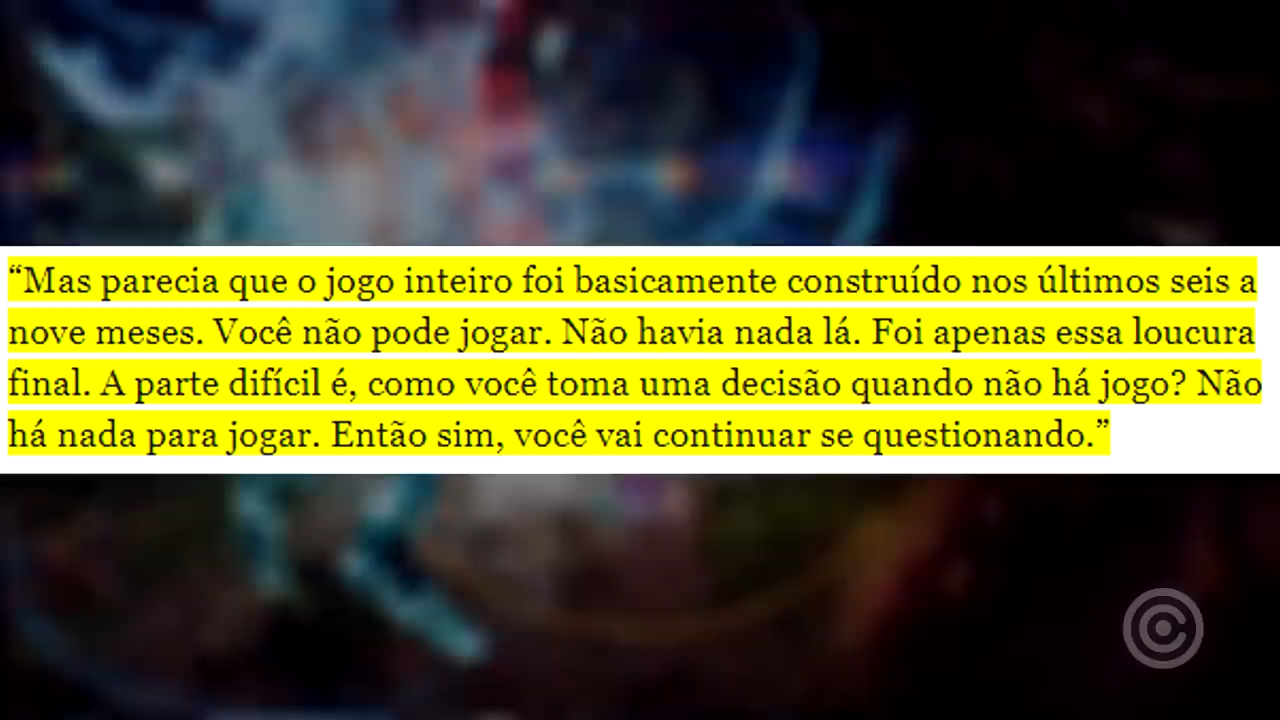 “Mas parecia que o jogo inteiro foi basicamente construído nos últimos seis a
nove meses. Você não pode jogar. Não havia nada lá. Foi apenas essa loucura
final. A parte difícil é, como você toma uma decisão quando não há jogo? Não
há nada para jogar. Então sim, você vai continuar se questionando.”